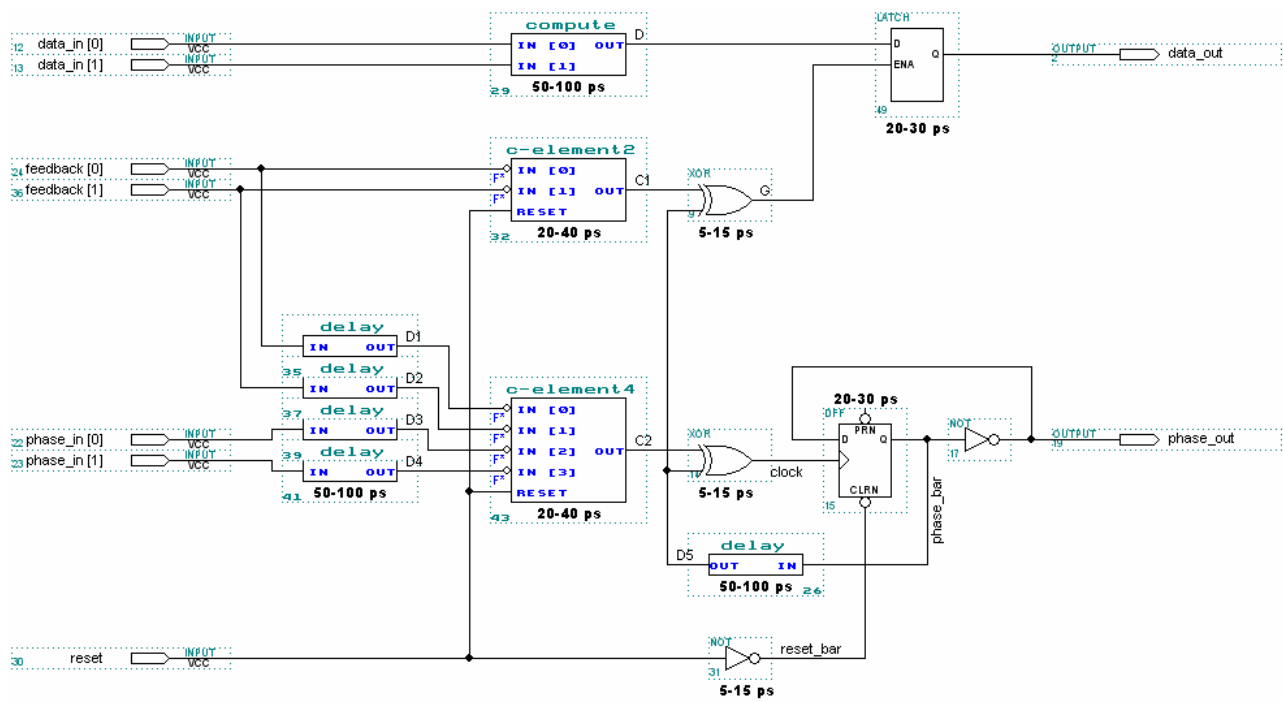 compute
IN [0] OUT
IN [1]
29
50-100 ps
D
LATCH
D
Q
ENA
49
20-30 ps
12 data_in [0] INPUT VCC
13 data_in [1] INPUT VCC
OUTPUT 2 data_out
24 feedback [0] INPUT VCC
36 feedback [1] INPUT VCC
c-element2
F* IN [0]
F* IN [1] OUT
RESET
32
20-40 ps
C1
XOR
9
5-15 ps
G
delay
IN OUT
35
D1
delay
IN OUT
37
D2
delay
IN OUT
39
D3
delay
IN OUT
41
D4
50-100 ps
22 phase_in [0] INPUT VCC
23 phase_in [1] INPUT VCC
c-element4
F* IN [0]
F* IN [1]
F* IN [2] OUT
F* IN [3]
RESET
43
20-40 ps
C2
XOR
5-15 ps
clock
20-30 ps
DFF
PRN
D Q
CLRN
15
NOT
17
OUTPUT 19 phase_out
phase_bar
D5
delay
OUT IN
50-100 ps
26
30 reset INPUT VCC
NOT
31
5-15 ps
reset_bar